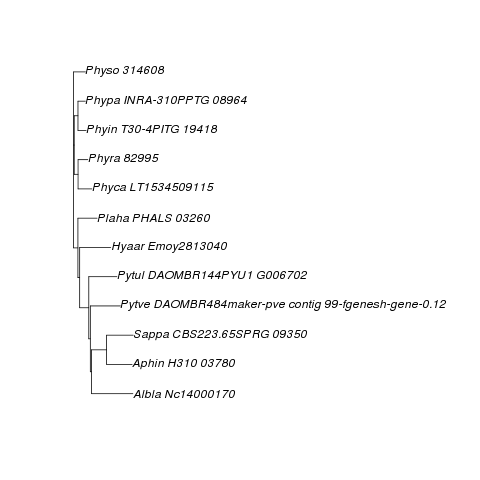 Physo 314608
Phypa INRA-310PPTG 08964
Phyin T30-4PITG 19418
Phyra 82995
Phyca LT1534509115
Plaha PHALS 03260
Hyaar Emoy2813040
Pytul DAOMBR144PYU1 G006702
Pytve DAOMBR484maker-pve contig 99-fgenesh-gene-0.12
Sappa CBS223.65SPRG 09350
Aphin H310 03780
Albla Nc14000170